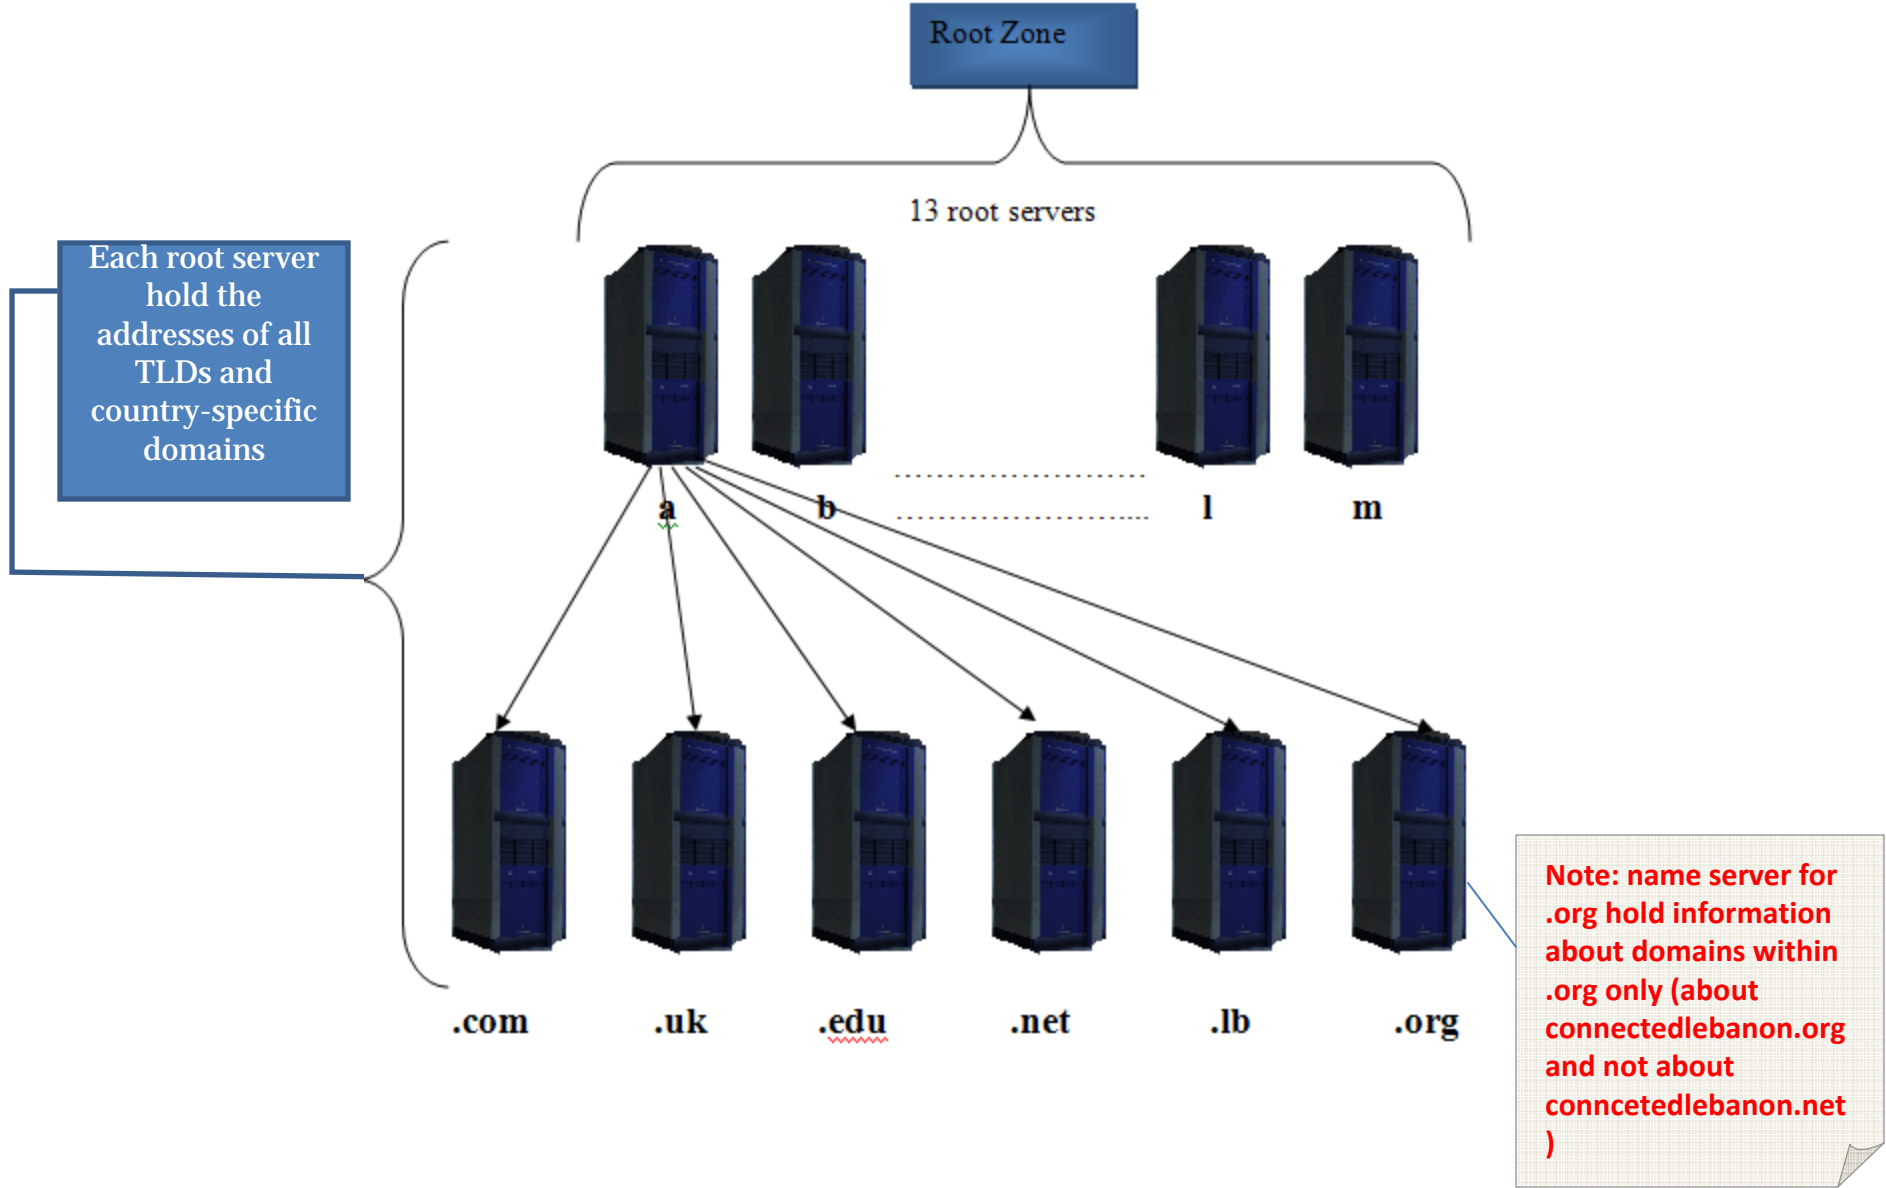 Root Zone
13 root servers
Each root server
hold the
addresses of all
TLDs and
country-specific
domains
a
b
l
m
.com
.uk
.edu
.net
.lb
.org
Note: name server for
.org hold information
about domains within
.org only (about
connectedlebanon.org
and not about
conncetedlebanon.net
)